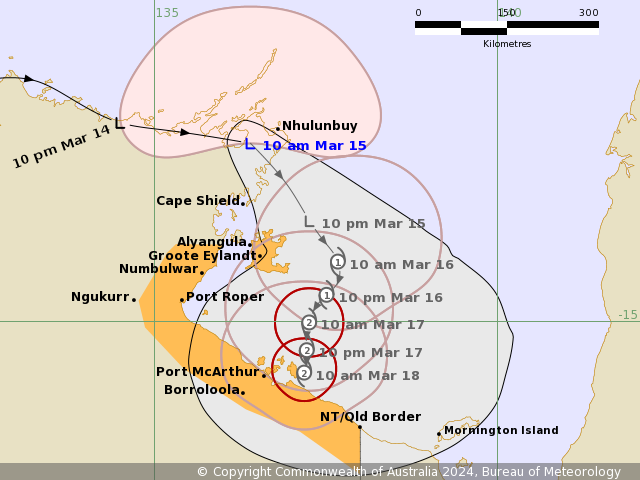 135
140
0 150 300
Kilometres
10 pm Mar 14
L
Nhulunbuy
L 10 am Mar 15
Cape Shield
L 10 pm Mar 15
Alyangula
Groote Eylandt
1 10 am Mar 16
Numbulwar
Ngukurr
Port Roper
1 10 pm Mar 16
-15
2 10 am Mar 17
2 10 pm Mar 17
Port McArthur
2 10 am Mar 18
Borroloola
NT/Qld Border
Mornington Island
© Copyright Commonwealth of Australia 2024, Bureau of Meteorology